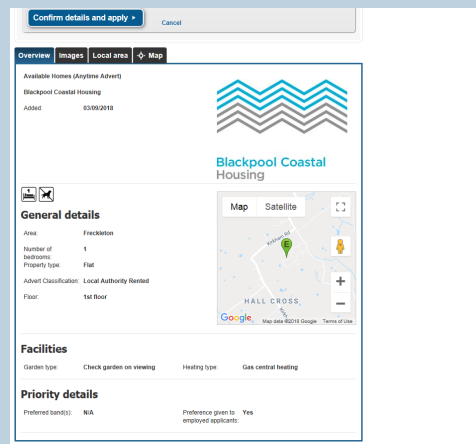 Confirm details and apply ▸
Cancel
Overview
Images
Local area
Map
Available Homes (Anytime Advert)
Blackpool Coastal Housing
Added: 03/09/2018
Blackpool Coastal
Housing
1
General details
Area: Freckleton
Number of bedrooms: 1
Property type: Flat
Advert Classification: Local Authority Rented
Floor: 1st floor
Map Satellite
Kirkham Rd
E
HALL CROSS
Google
Map data ©2018 Google Terms of Use
Facilities
Garden type: Check garden on viewing Heating type: Gas central heating
Priority details
Preferred band(s): N/A
Preference given to employed applicants: Yes